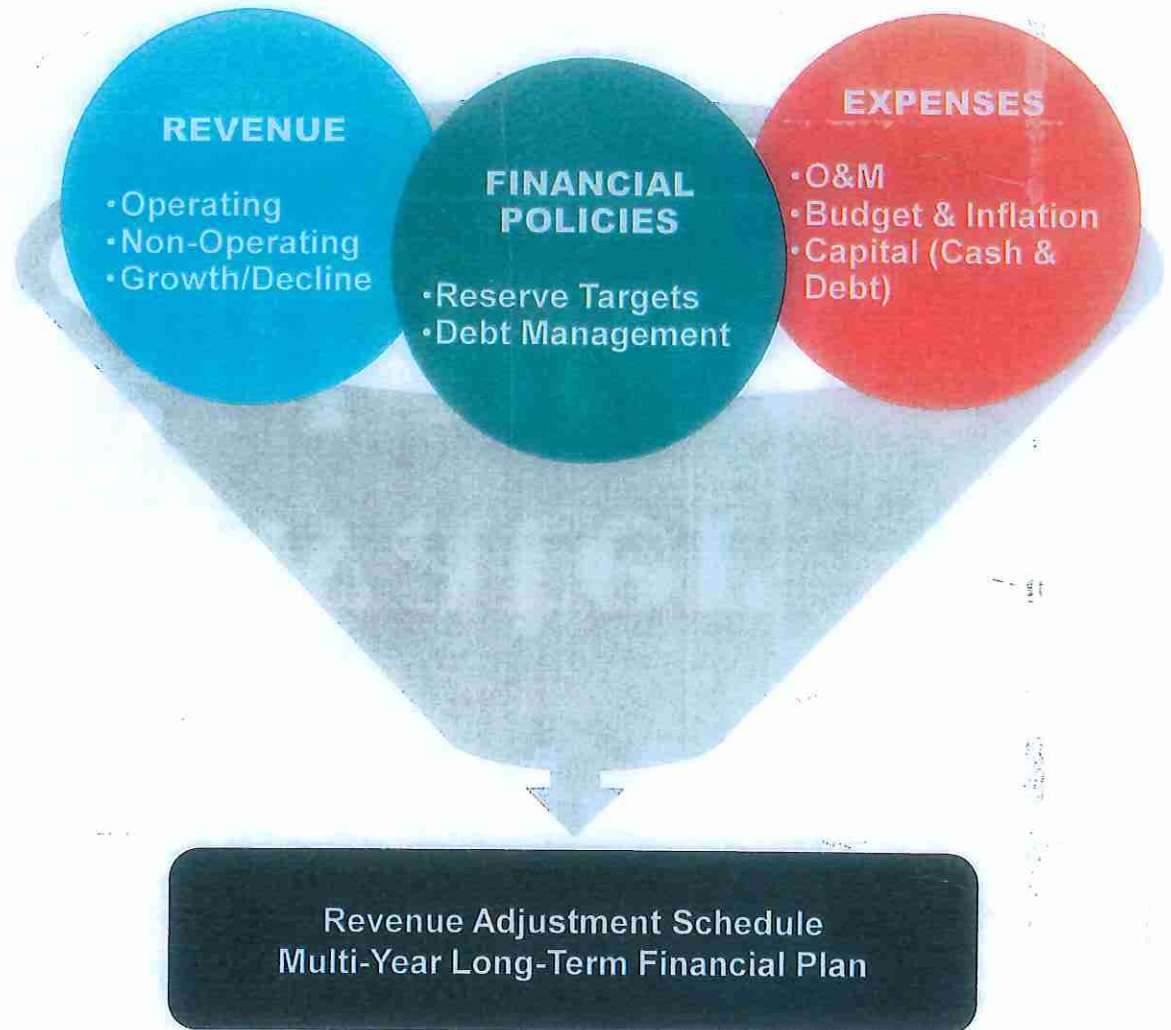 REVENUE
•Operating
•Non-Operating
•Growth/Decline
FINANCIAL
POLICIES
•Reserve Targets
•Debt Management
EXPENSES
•O&M
•Budget & Inflation
•Capital (Cash &
Debt)
Revenue Adjustment Schedule
Multi-Year Long-Term Financial Plan